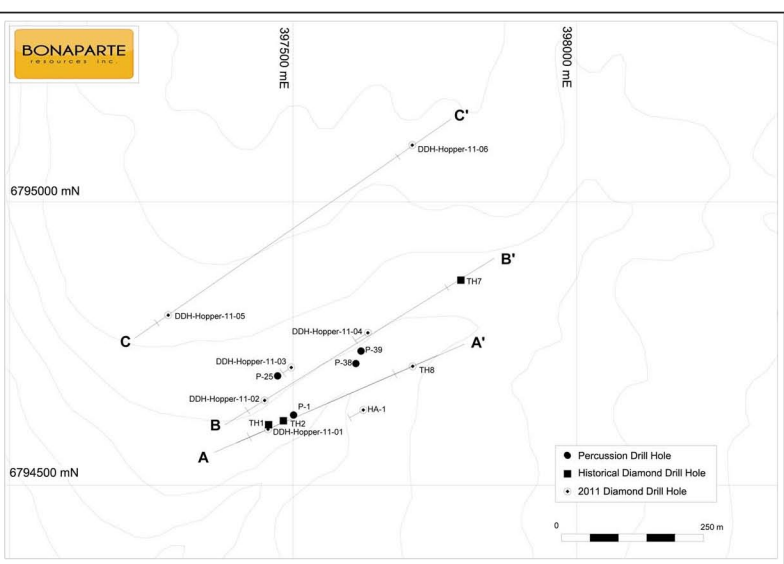 BONAPARTE
resources inc.
397500 mE
398000 mE
C'
DDH-Hopper-11-06
6795000 mN
B'
TH7
DDH-Hopper-11-05
C
DDH-Hopper-11-04
A'
P-39
DDH-Hopper-11-03
P-38
TH8
P-25
DDH-Hopper-11-02
HA-1
P-1
B
TH1
TH2
DDH-Hopper-11-01
A
6794500 mN
Percussion Drill Hole
Historical Diamond Drill Hole
2011 Diamond Drill Hole
0 250 m